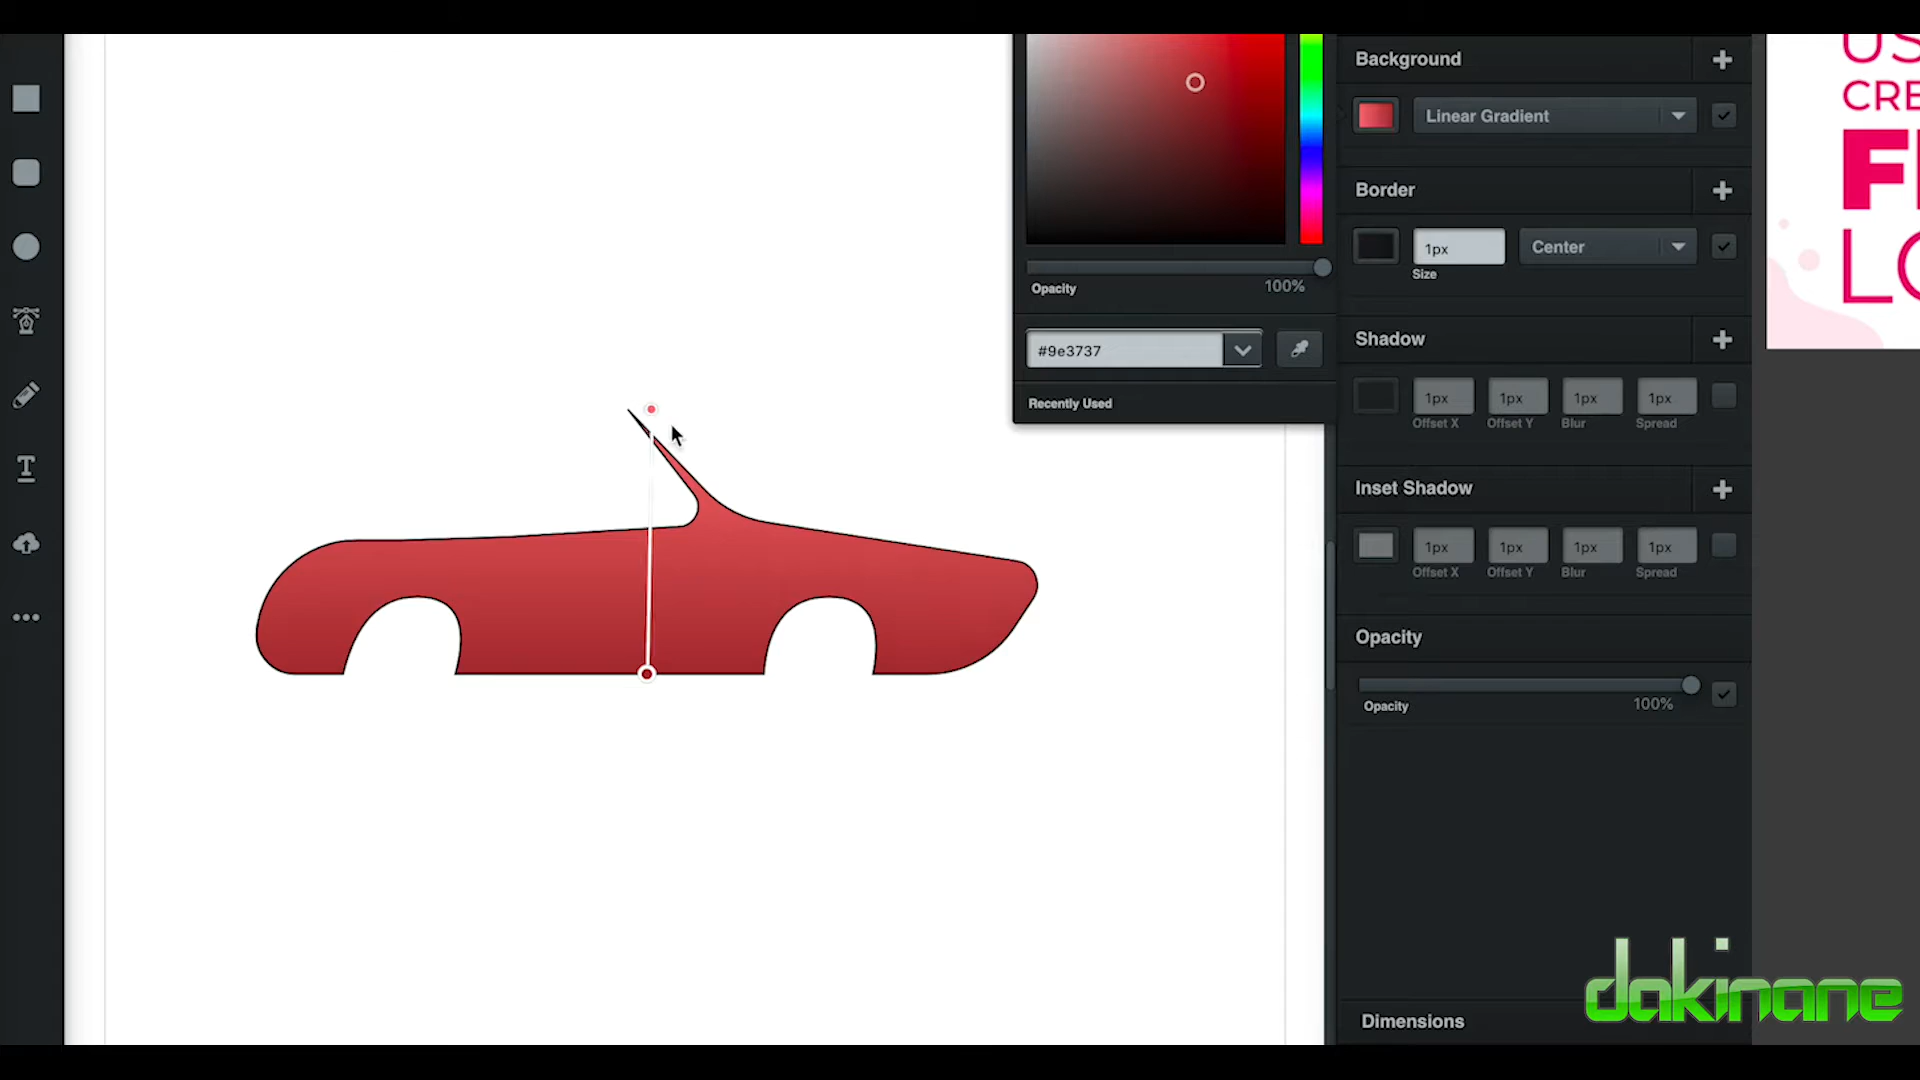 Background
Linear Gradient
Border
1px
Center
Size
Opacity
100%
#9e3737
Recently Used
Shadow
1px 1px 1px 1px
Offset X Offset Y Blur Spread
Inset Shadow
1px 1px 1px 1px
Offset X Offset Y Blur Spread
Opacity
Opacity
100%
Dimensions
US
CRE
dakinane